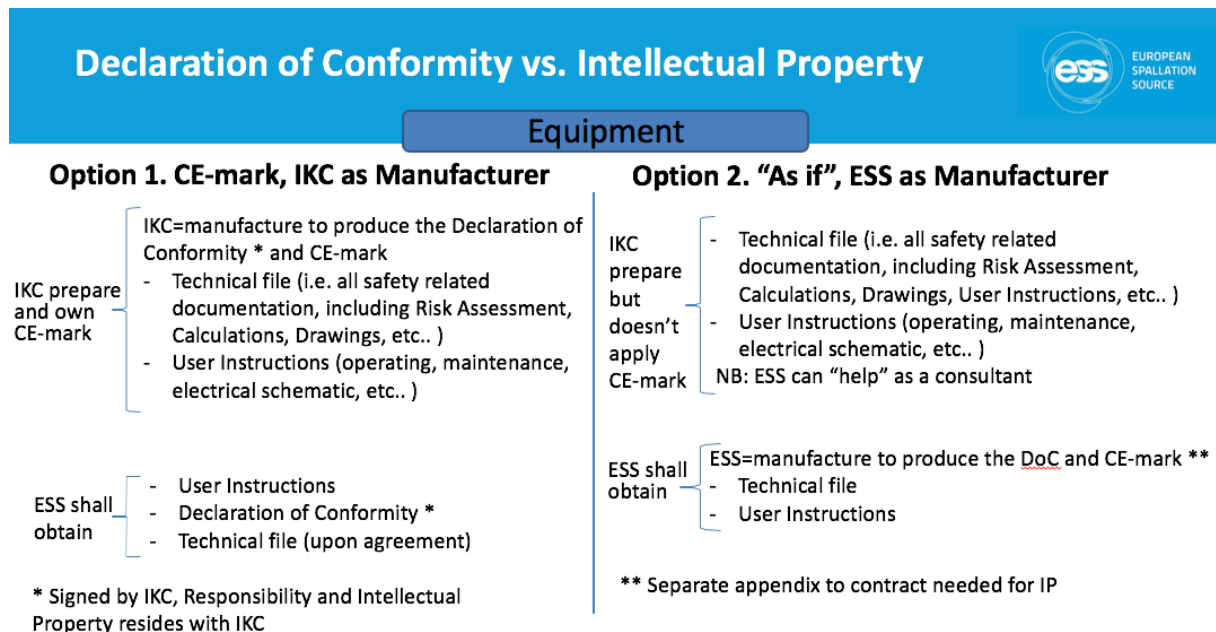 Declaration of Conformity vs. Intellectual Property
ess
EUROPEAN
SPALLATION
SOURCE
Equipment
Option 1. CE-mark, IKC as Manufacturer
IKC prepare
and own
CE-mark
IKC=manufacture to produce the Declaration of
Conformity * and CE-mark
- Technical file (i.e. all safety related
documentation, including Risk Assessment,
Calculations, Drawings, etc.. )
- User Instructions (operating, maintenance,
electrical schematic, etc.. )
ESS shall
obtain
- User Instructions
- Declaration of Conformity *
- Technical file (upon agreement)
* Signed by IKC, Responsibility and Intellectual
Property resides with IKC
Option 2. “As if”, ESS as Manufacturer
IKC
prepare
but
doesn’t
apply
CE-mark
- Technical file (i.e. all safety related
documentation, including Risk Assessment,
Calculations, Drawings, User Instructions, etc.. )
- User Instructions (operating, maintenance,
electrical schematic, etc.. )
NB: ESS can “help” as a consultant
ESS shall
obtain
ESS=manufacture to produce the DoC and CE-mark **
- Technical file
- User Instructions
** Separate appendix to contract needed for IP